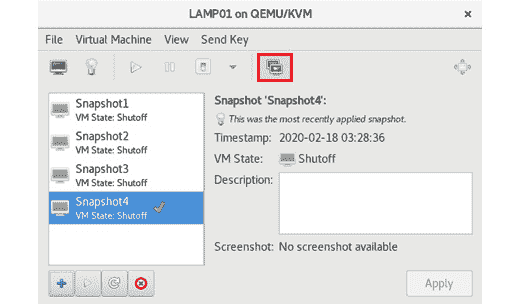 LAMP01 on QEMU/KVM
File Virtual Machine View Send Key
Snapshot1
VM State: Shutoff
Snapshot2
VM State: Shutoff
Snapshot3
VM State: Shutoff
Snapshot4
VM State: Shutoff
Snapshot 'Snapshot4':
This was the most recently applied snapshot.
Timestamp: 2020-02-18 03:28:36
VM State: Shutoff
Description:
Screenshot: No screenshot available
Apply